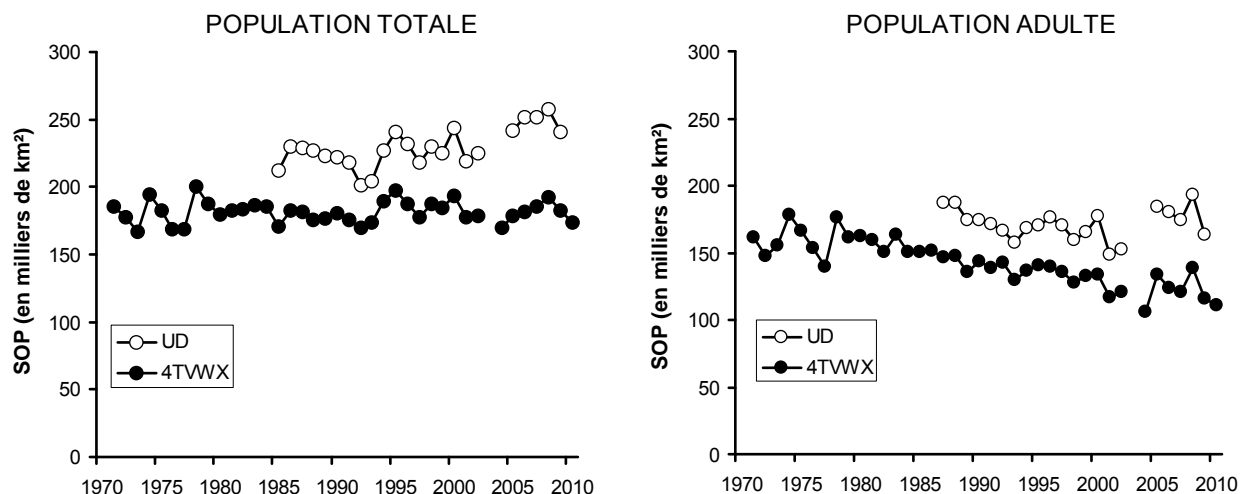 POPULATION TOTALE
1970 1975 1980 1985 1990 1995 2000 2005 2010
300
250
200
150
100
50
0
SOP (en milliers de km²)
UD
4TVWX
POPULATION ADULTE
300
250
200
150
100
50
0
SOP (en milliers de km²)
UD
4TVWX
1970 1975 1980 1985 1990 1995 2000 2005 2010